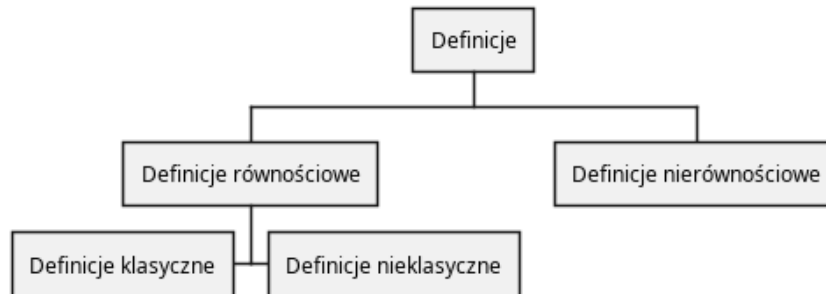 Definicje
Definicje równościowe
Definicje nierównościowe
Definicje klasyczne
Definicje nieklasyczne